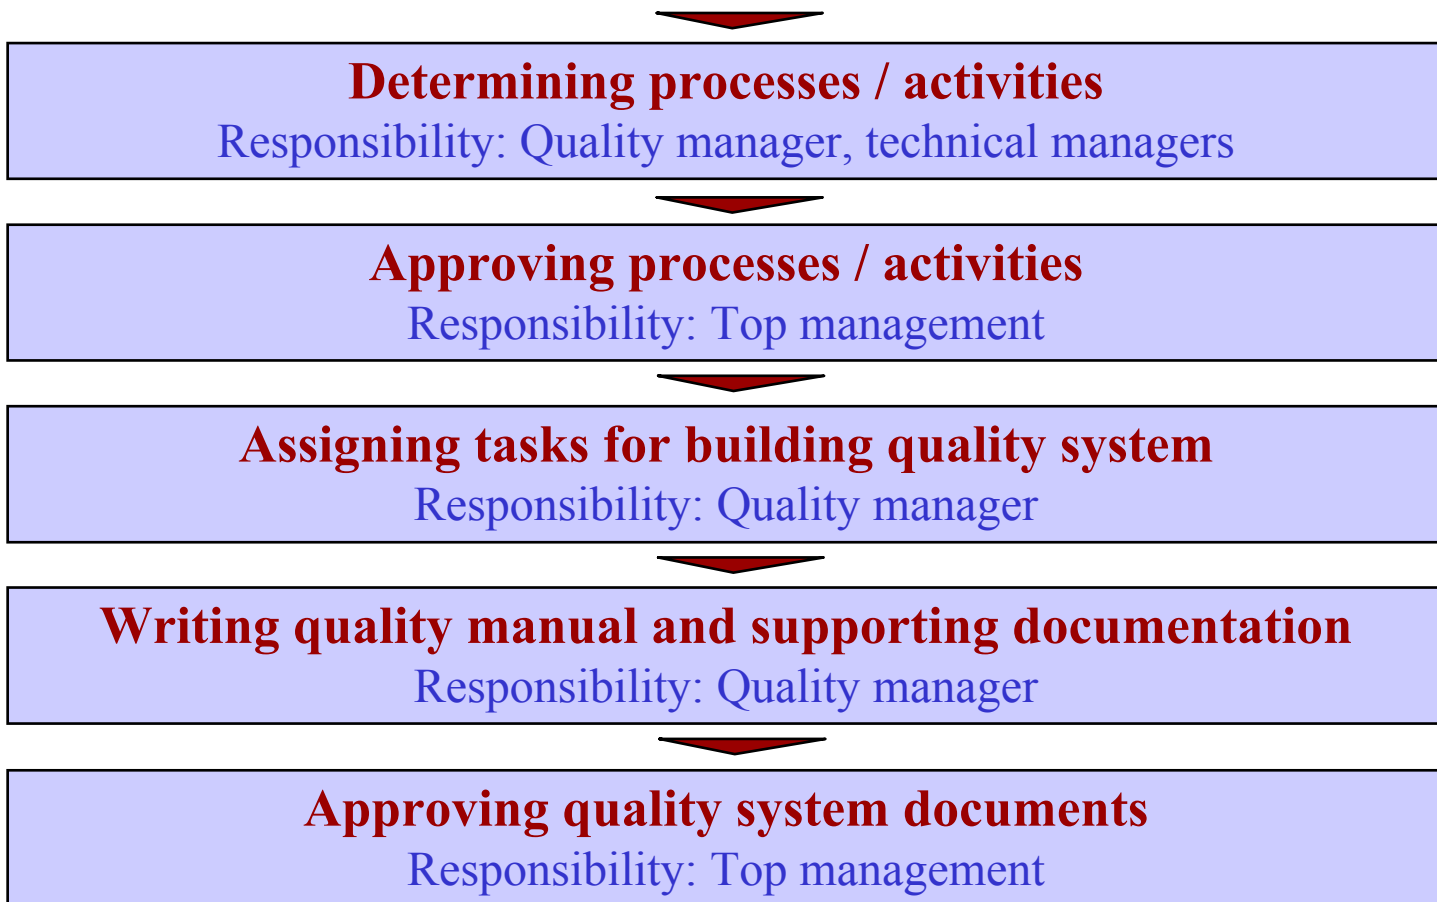 Determining processes / activities
Responsibility: Quality manager, technical managers
Approving processes / activities
Responsibility: Top management
Assigning tasks for building quality system
Responsibility: Quality manager
Writing quality manual and supporting documentation
Responsibility: Quality manager
Approving quality system documents
Responsibility: Top management